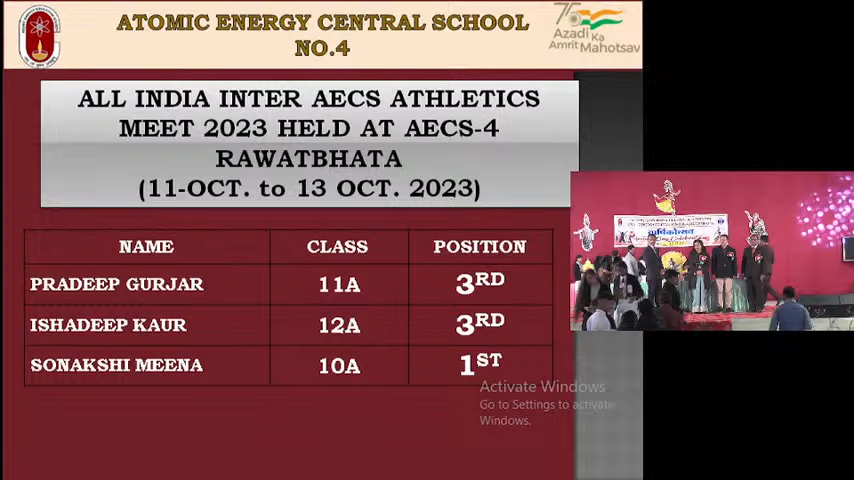 ATOMIC ENERGY CENTRAL SCHOOL
NO.4
75
Azadi
Ka
Amrit Mahotsav
ALL INDIA INTER AECS ATHLETICS
MEET 2023 HELD AT AECS-4
RAWATBHATA
(11-OCT. to 13 OCT. 2023)
NAME CLASS POSITION
PRADEEP GURJAR 11A 3RD
ISHADEEP KAUR 12A 3RD
SONAKSHI MEENA 10A 1ST
Activate Windows
Go to Settings to activate
Windows.
वार्षिकोत्सव